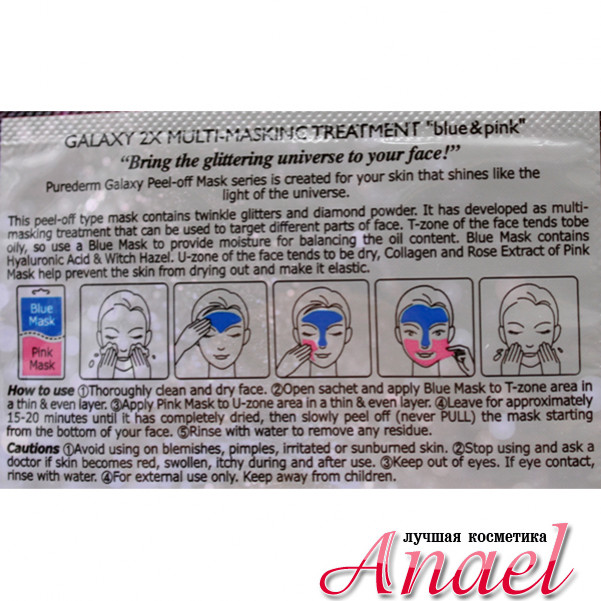 GALAXY 2X MULTI-MASKING TREATMENT "blue & pink"
"Bring the glittering universe to your face!"
Purederm Galaxy Peel-off Mask series is created for your skin that shines like the
light of the universe.
This peel-off type mask contains twinkle glitters and diamond powder. It has developed as multi-
masking treatment that can be used to target different parts of face. T-zone of the face tends tobe
oily, so use a Blue Mask to provide moisture for balancing the oil content. Blue Mask contains
Hyaluronic Acid & Witch Hazel. U-zone of the face tends to be dry, Collagen and Rose Extract of Pink
Mask help prevent the skin from drying out and make it elastic.
Blue
Mask
Pink
Mask
How to use ①Thoroughly clean and dry face. ②Open sachet and apply Blue Mask to T-zone area in
a thin & even layer. ③Apply Pink Mask to U-zone area in a thin & even layer. ④Leave for approximately
15-20 minutes until it has completely dried, then slowly peel off (never PULL) the mask starting
from the bottom of your face. ⑤Rinse with water to remove any residue.
Cautions ①Avoid using on blemishes, pimples, irritated or sunburned skin. ②Stop using and ask a
doctor if skin becomes red, swollen, itchy during and after use. ③Keep out of eyes. If eye contact,
rinse with water. ④For external use only. Keep away from children.
лучшая косметика
Anael